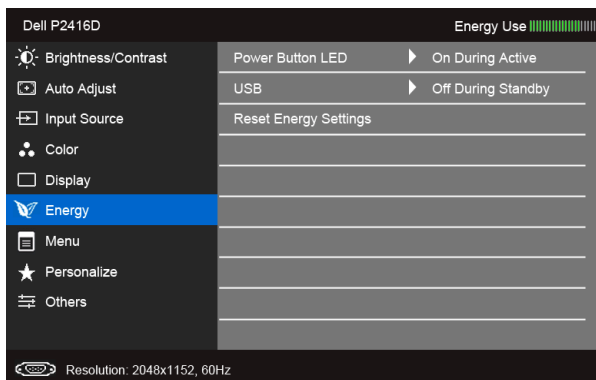 Dell P2416D Energy Use
Brightness/Contrast Power Button LED On During Active
Auto Adjust USB Off During Standby
Input Source Reset Energy Settings
Color
Display
Energy
Menu
Personalize
Others
Resolution: 2048x1152, 60Hz